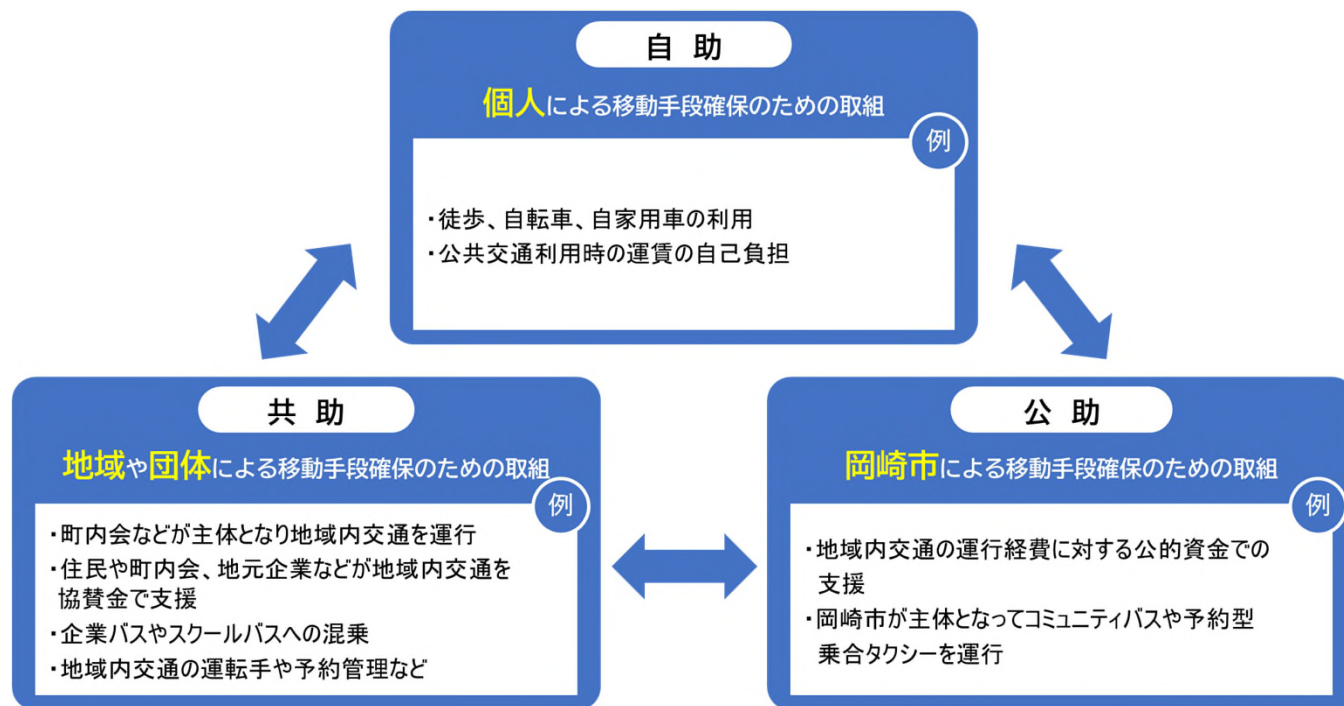 自 助
個人による移動手段確保のための取組
例
・徒歩、自転車、自家用車の利用
・公共交通利用時の運賃の自己負担
共 助
地域や団体による移動手段確保のための取組
例
・町内会などが主体となり地域内交通を運行
・住民や町内会、地元企業などが地域内交通を
協賛金で支援
・企業バスやスクールバスへの混乗
・地域内交通の運転手や予約管理など
公 助
岡崎市による移動手段確保のための取組
例
・地域内交通の運行経費に対する公的資金での
支援
・岡崎市が主体となってコミュニティバスや予約型
乗合タクシーを運行